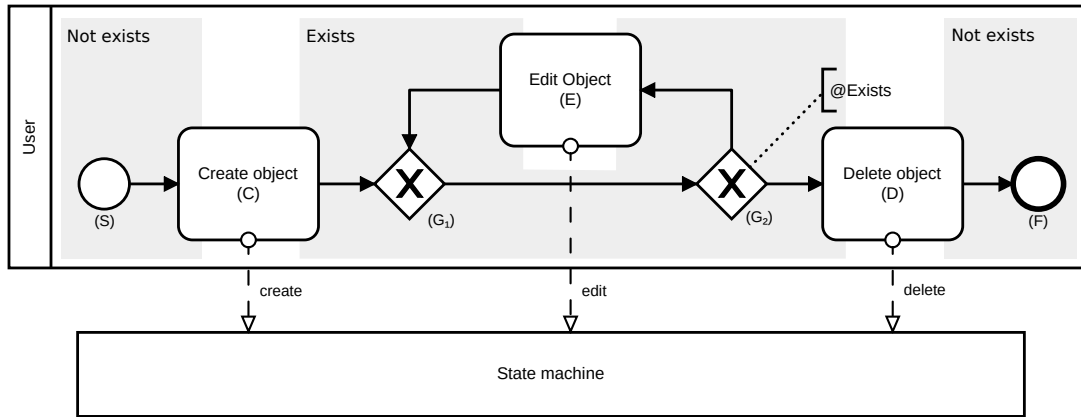 Not exists
Exists
Not exists
User
Edit Object
(E)
@Exists
Create object
(C)
Delete object
(D)
(S)
X
(G₁)
X
(G₂)
(F)
create
edit
delete
State machine